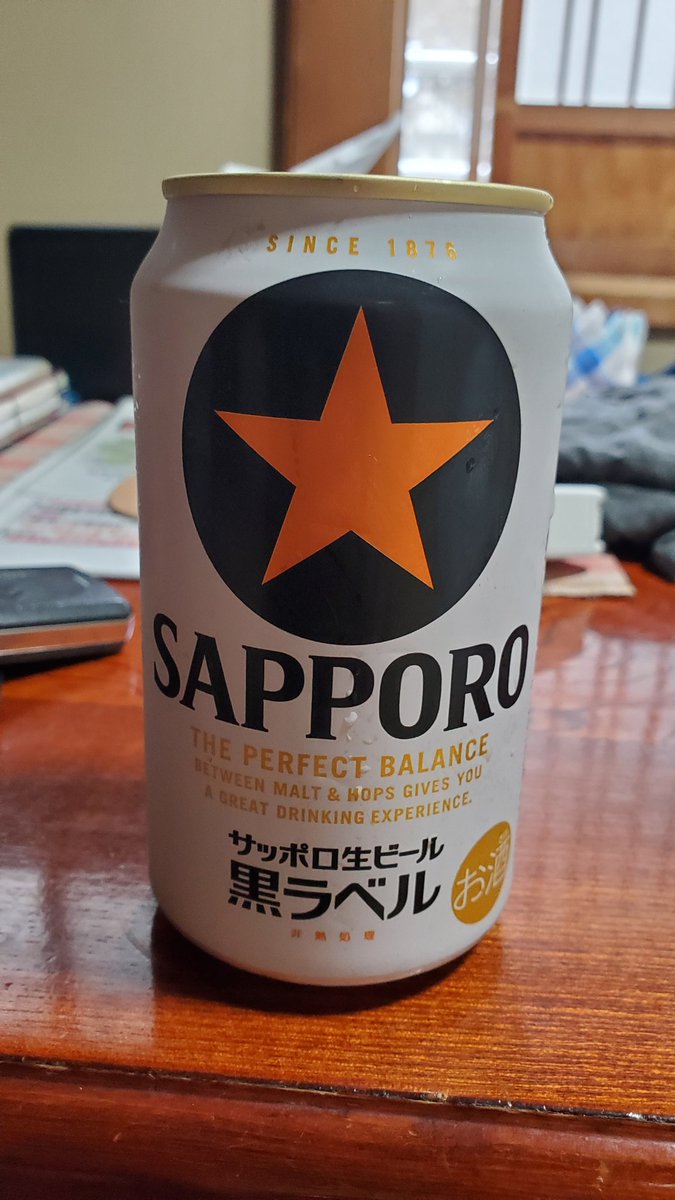 SINCE 1876
SAPPORO
THE PERFECT BALANCE
BETWEEN MALT & HOPS GIVES YOU
A GREAT DRINKING EXPERIENCE.
サッポロ生ビール
黒ラベル
お酒
非熱処理